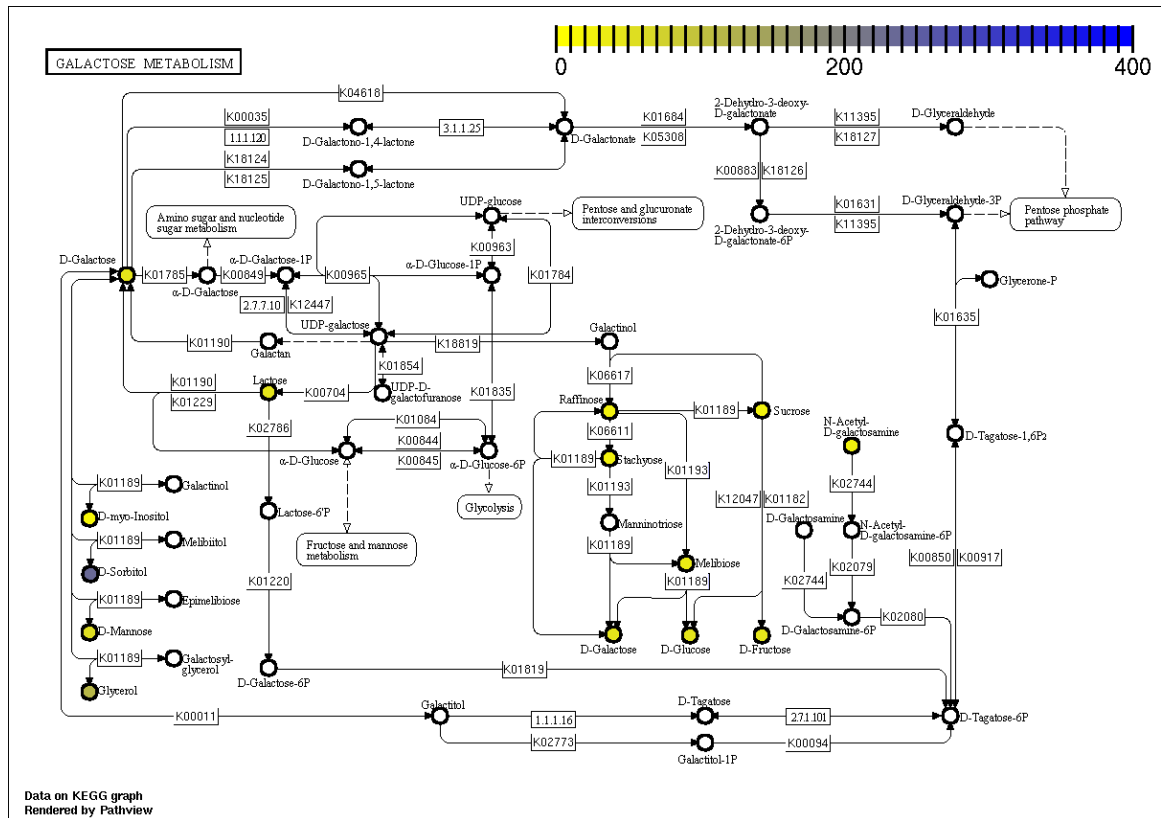 GALACTOSE METABOLISM
0 200 400
K04618
K00035
1.1.1.120
D-Galactono-1,4-lactone
3.1.1.25
D-Galactonate
K01684
K05308
2-Dehydro-3-deoxy-
D-galactonate
K11395
K18127
D-Glyceraldehyde
K18124
K18125
D-Galactono-1,5-lactone
K00883
K18126
2-Dehydro-3-deoxy-
D-galactonate-6P
K01631
K11395
D-Glyceraldehyde-3P
Pentose phosphate
pathway
Amino sugar and nucleotide
sugar metabolism
UDP-glucose
Pentose and glucuronate
interconversions
K00963
D-Galactose
K01785
α-D-Galactose
K00849
α-D-Galactose-1P
K00965
α-D-Glucose-1P
K01784
Glycerone-P
2.7.7.10
K12447
UDP-galactose
K18819
Galactinol
K01635
K01190
Galactan
K01854
UDP-D-
galactofuranose
K01190
K01229
Lactose
K00704
K01835
K06617
K02786
Raffinose
K01189
Sucrose
N-Acetyl-
D-galactosamine
K01084
K00844
K00845
α-D-Glucose
α-D-Glucose-6P
K06611
K01189
Stachyose
K01193
K01193
D-Tagatose-1,6P2
K02744
K01189
Galactinol
Glycolysis
K12047
K01182
D-myo-Inositol
Lactose-6'P
Manninotriose
D-Galactosamine
N-Acetyl-
D-galactosamine-6P
K01189
Melibiitol
Fructose and mannose
metabolism
K01189
Melibiose
K00850
K00917
D-Sorbitol
K01220
K01189
K02744
K02079
K01189
Epimelibiose
K02080
D-Mannose
D-Galactose
D-Glucose
D-Fructose
D-Galactosamine-6P
K01189
Galactosyl-
glycerol
K01819
Glycerol
D-Galactose-6P
K00011
Galactitol
1.1.1.16
D-Tagatose
2.7.1.101
D-Tagatose-6P
K02773
Galactitol-1P
K00094
Data on KEGG graph
Rendered by Pathview